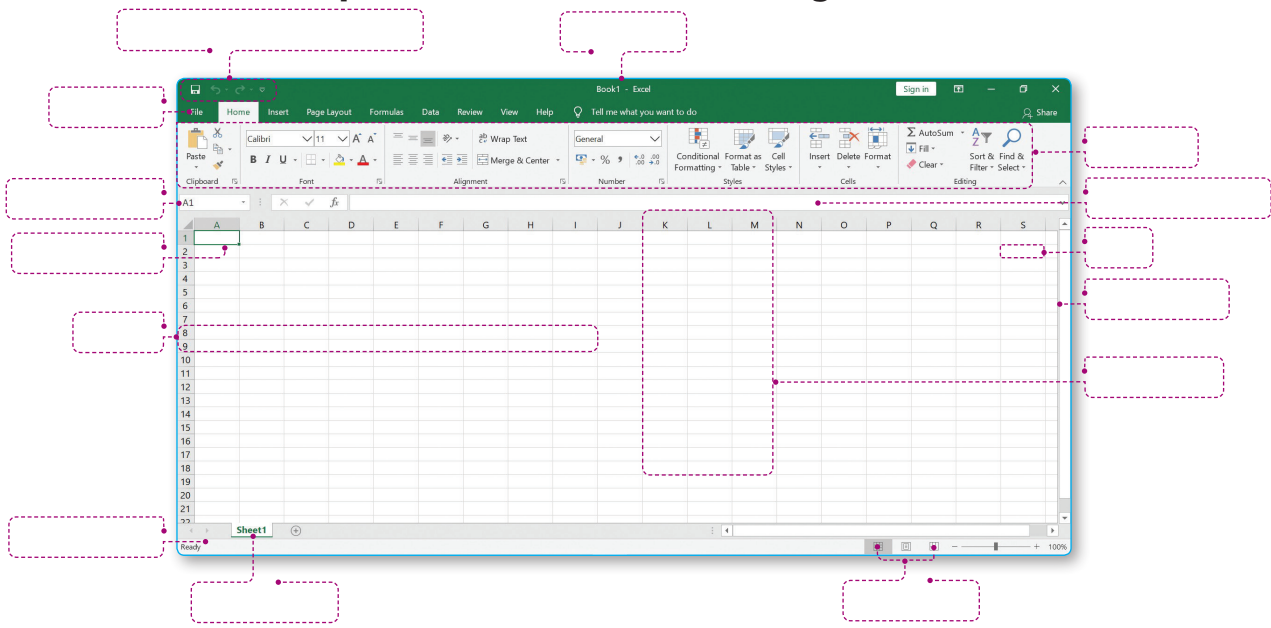 Book1 - Excel Sign in
File Home Insert Page Layout Formulas Data Review View Help Tell me what you want to do Share
Calibri 11 A A Wrap Text General AutoSum
Paste B I U A Merge & Center % 9 .00 .00 Conditional Formatting Format as Table Cell Styles Insert Delete Format Fill Clear Sort & Filter Find & Select
Clipboard Font Alignment Number Styles Cells Editing
A1 fx
A B C D E F G H I J K L M N O P Q R S
1
2
3
4
5
6
7
8
9
10
11
12
13
14
15
16
17
18
19
20
21
22
Sheet1
Ready 100%